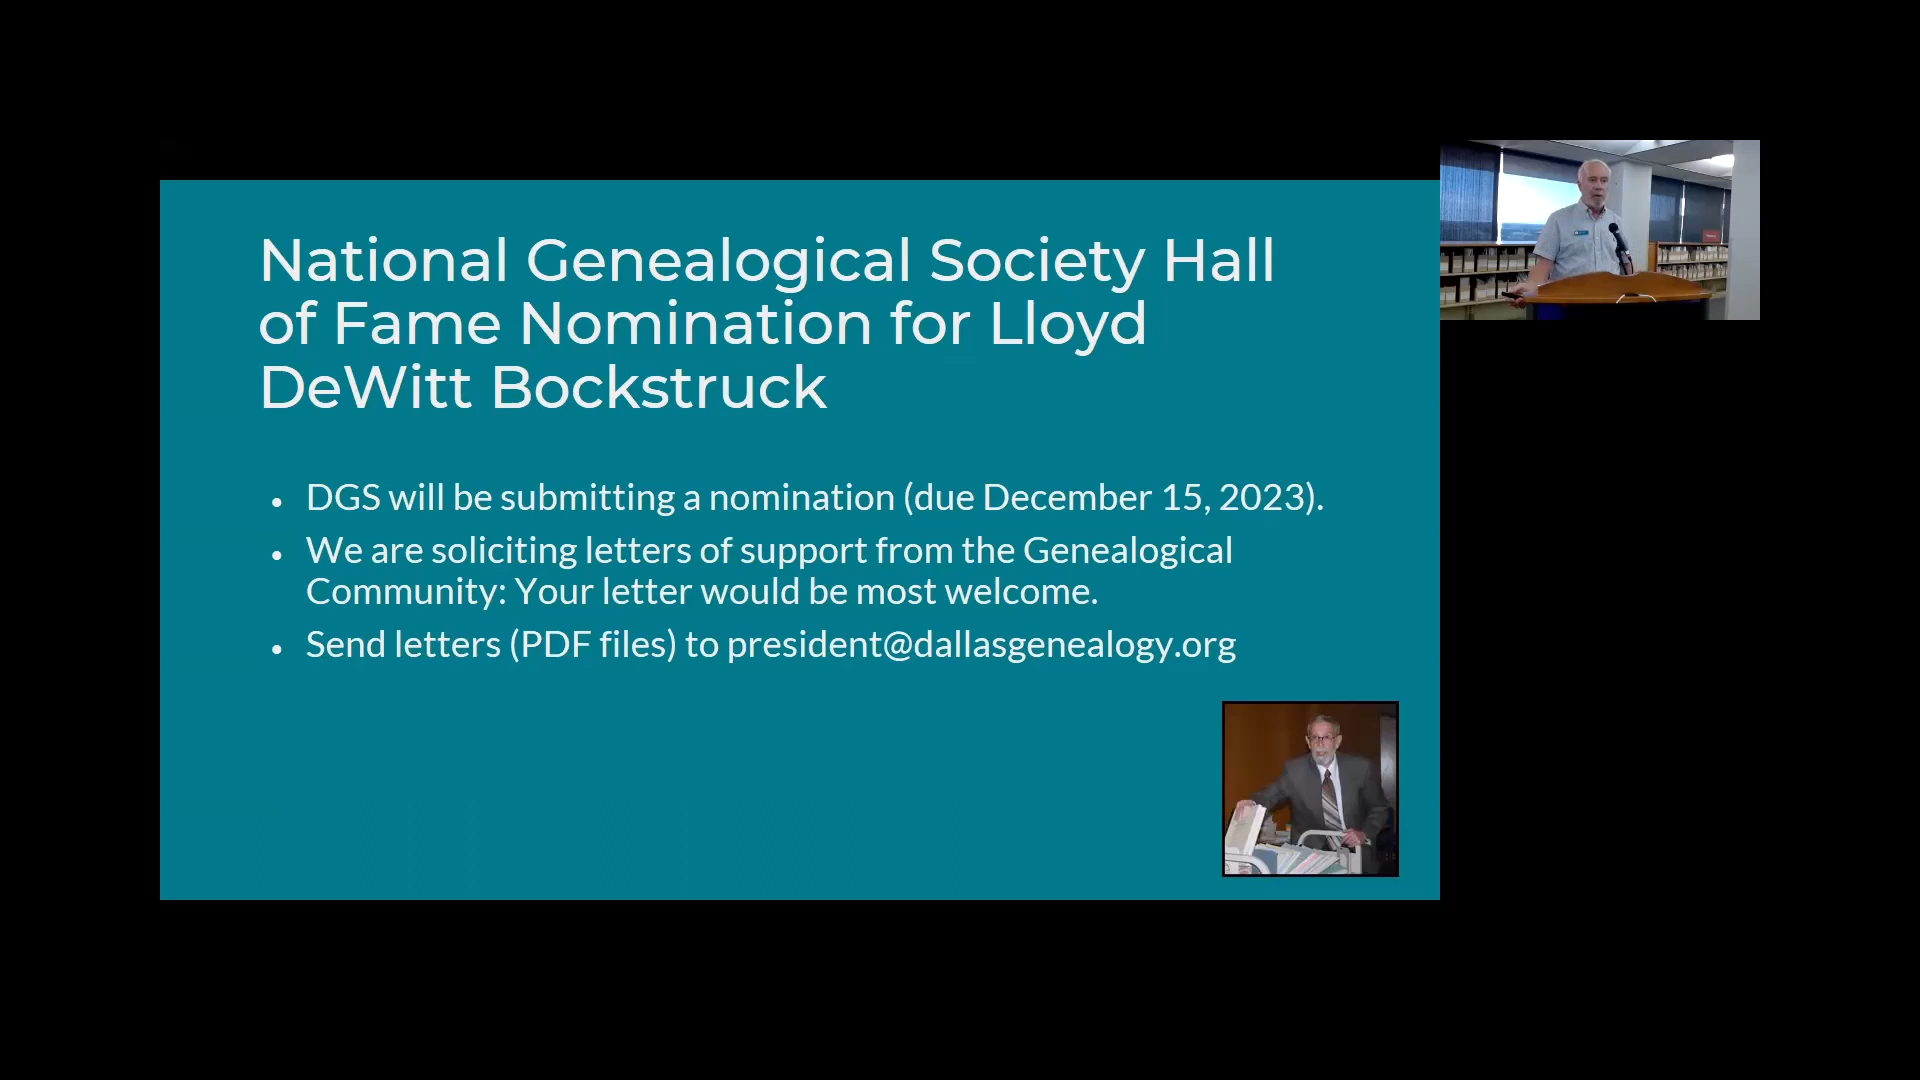 National Genealogical Society Hall
of Fame Nomination for Lloyd
DeWitt Bockstruck
• DGS will be submitting a nomination (due December 15, 2023).
• We are soliciting letters of support from the Genealogical
Community: Your letter would be most welcome.
• Send letters (PDF files) to president@dallasgenealogy.org